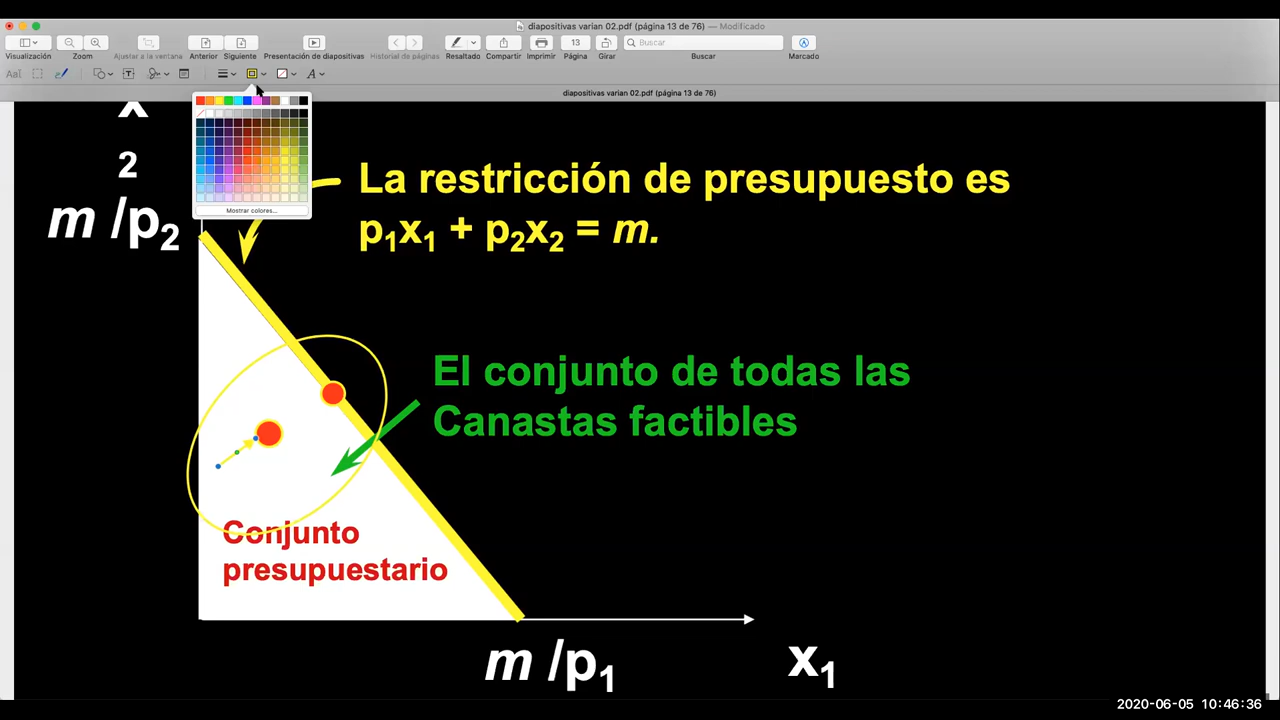 diapositivas varian 02.pdf (página 13 de 76) — Modificado
13
Buscar
Visualización
Zoom
Ajustar a la ventana
Anterior
Siguiente
Presentación de diapositivas
Historial de páginas
Resaltado
Compartir
Imprimir
Página
Girar
Buscar
Marcado
diapositivas varian 02.pdf (página 13 de 76)
Mostrar colores...
x
2
m /p2
La restricción de presupuesto es
p1x1 + p2x2 = m.
El conjunto de todas las
Canastas factibles
Conjunto
presupuestario
m /p1
x1
2020-06-05 10:46:36